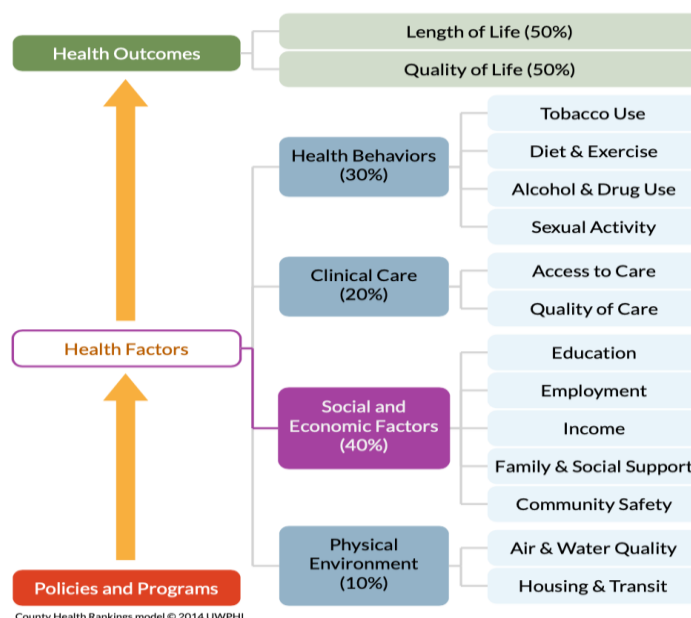 Health Outcomes
Length of Life (50%)
Quality of Life (50%)
Health Behaviors
(30%)
Tobacco Use
Diet & Exercise
Alcohol & Drug Use
Sexual Activity
Clinical Care
(20%)
Access to Care
Quality of Care
Health Factors
Social and
Economic Factors
(40%)
Education
Employment
Income
Family & Social Support
Community Safety
Physical
Environment
(10%)
Air & Water Quality
Housing & Transit
Policies and Programs
County Health Rankings model © 2014 UWPHI